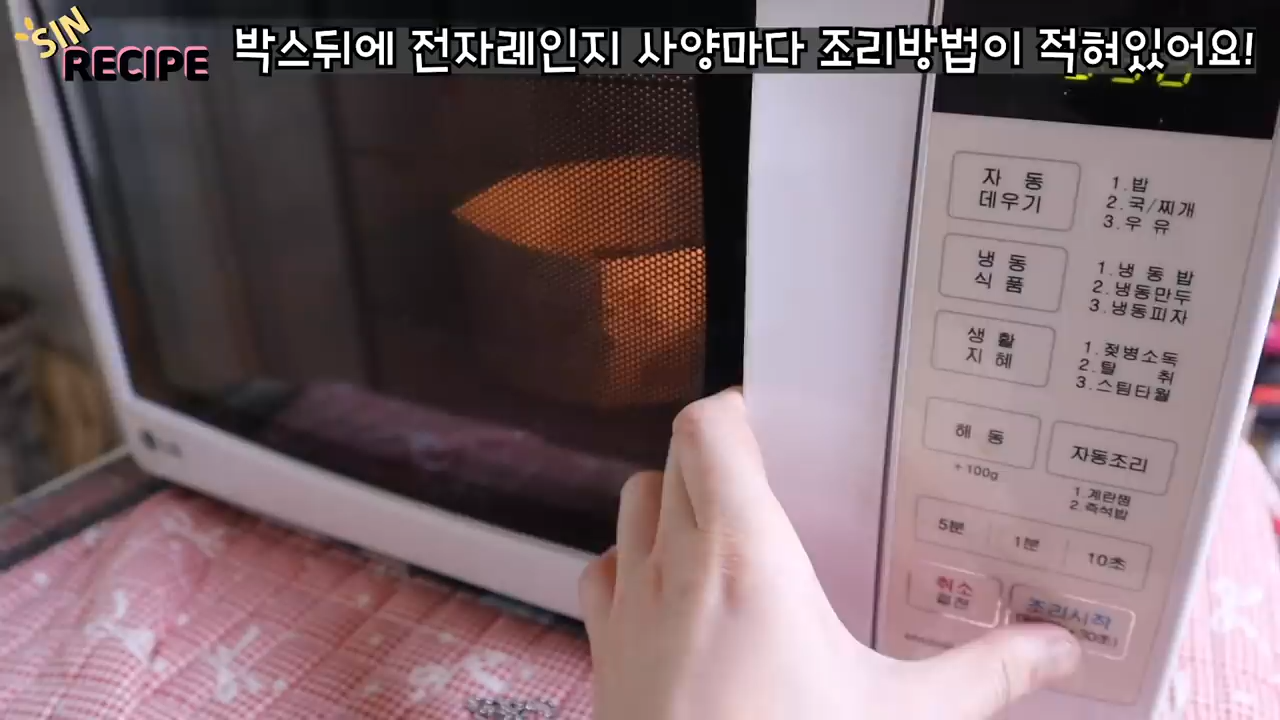 SIN
RECIPE
박스뒤에 전자레인지 사양마다 조리방법이 적혀있어요!
자 동
데우기
1.밥
2.국/찌개
3.우 유
냉 동
식 품
1.냉 동 밥
2.냉동만두
3.냉동피자
생 활
지 혜
1.젖병소독
2.탈 취
3.스팀타월
해 동
+100g
자동조리
1.계란찜
2.즉석밥
5분
1분
10초
취소
절전
조리시작
LG